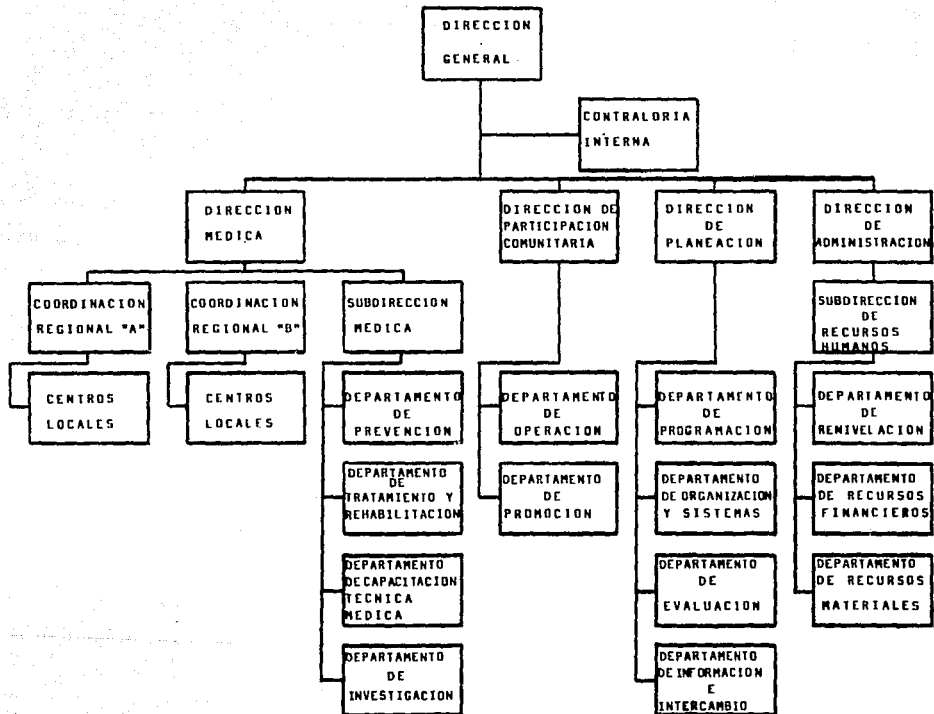 DIRECCION
GENERAL
CONTRALORIA
INTERNA
DIRECCION
MEDICA
DIRECCION DE
PARTICIPACION
COMUNITARIA
DIRECCION
DE
PLANEACION
DIRECCION
DE
ADMINISTRACION
COORDINACION
REGIONAL "A"
COORDINACION
REGIONAL "B"
SUBDIRECCION
MEDICA
SUBDIRECCION
DE
RECURSOS
HUMANOS
CENTROS
LOCALES
CENTROS
LOCALES
DEPARTAMENTO
DE
PREVENCION
DEPARTAMENTO
DE
OPERACION
DEPARTAMENTO
DE
PROGRAMACION
DEPARTAMENTO
DE
RENIVELACION
DEPARTAMENTO
DE
TRATAMIENTO Y
REHABILITACION
DEPARTAMENTO
DE
PROMOCION
DEPARTAMENTO
DE ORGANIZACION
Y SISTEMAS
DEPARTAMENTO
DE RECURSOS
FINANCIEROS
DEPARTAMENTO
DE CAPACITACION
TECNICA
MEDICA
DEPARTAMENTO
DE
EVALUACION
DEPARTAMENTO
DE RECURSOS
MATERIALES
DEPARTAMENTO
DE
INVESTIGACION
DEPARTAMENTO
DE INFORMACION
E
INTERCAMBIO